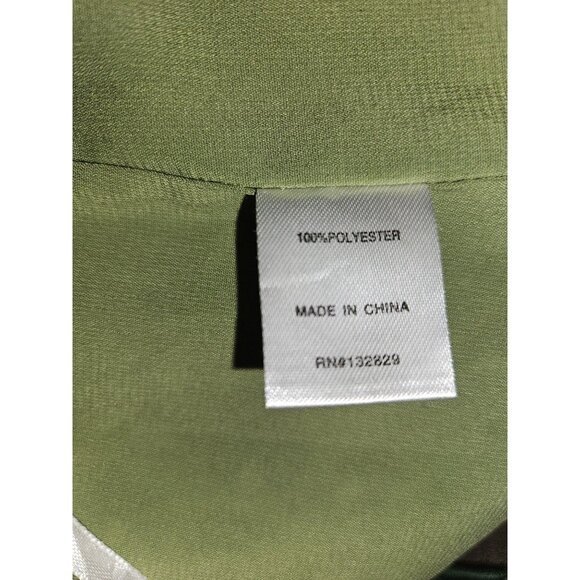 100%POLYESTER
MADE IN CHINA
RN#132829